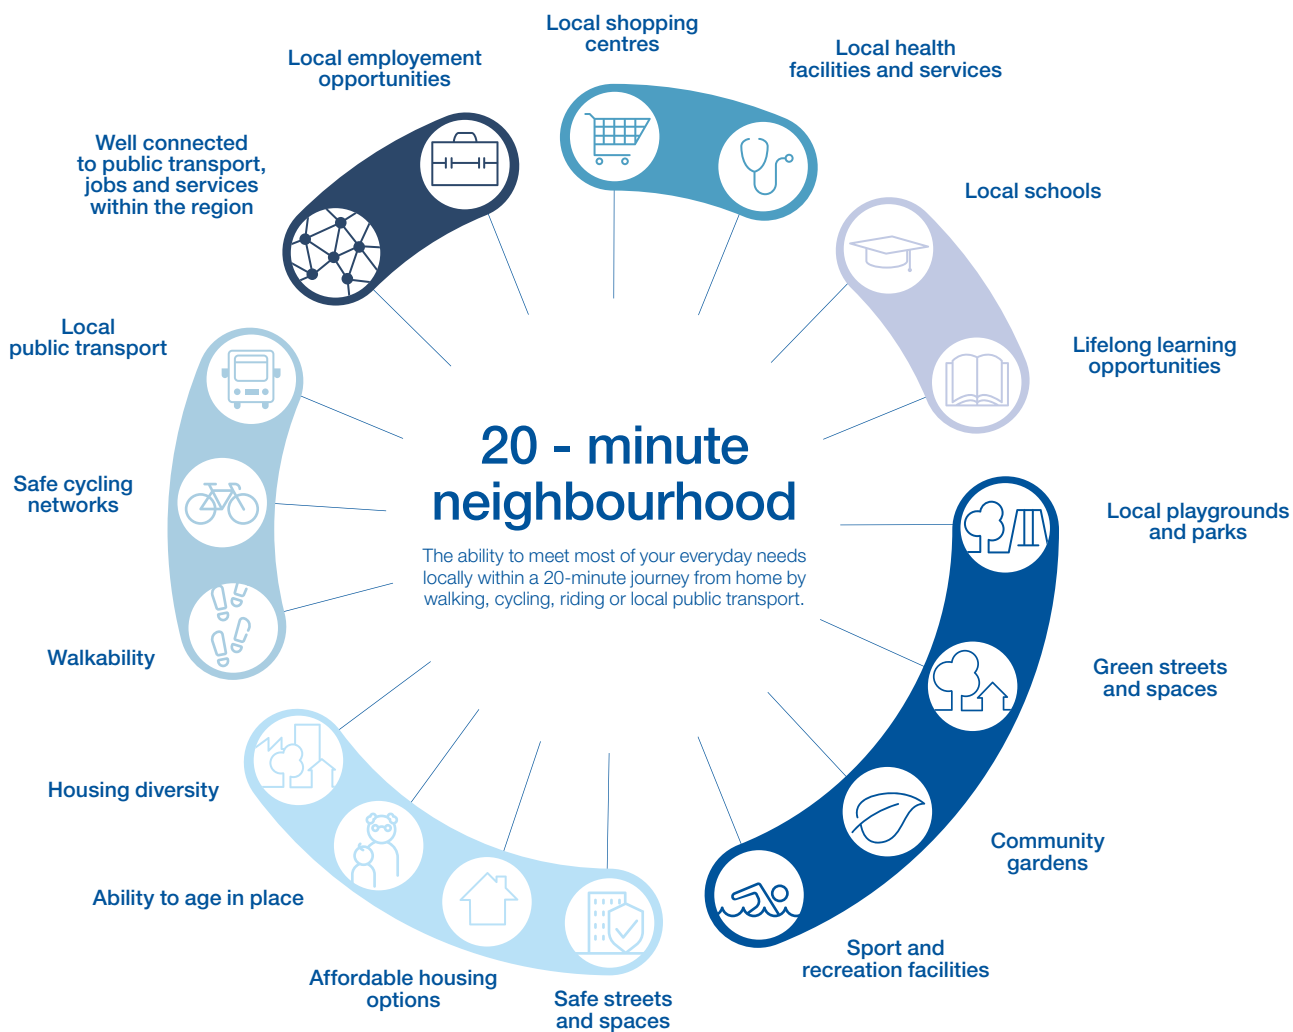 Local shopping
centres
Local health
facilities and services
Local schools
Lifelong learning
opportunities
Local playgrounds
and parks
Green streets
and spaces
Community
gardens
Sport and
recreation facilities
Safe streets
and spaces
Affordable housing
options
Ability to age in place
Housing diversity
Walkability
Safe cycling
networks
Local
public transport
Well connected
to public transport,
jobs and services
within the region
Local employement
opportunities
20 - minute
neighbourhood
The ability to meet most of your everyday needs
locally within a 20-minute journey from home by
walking, cycling, riding or local public transport.